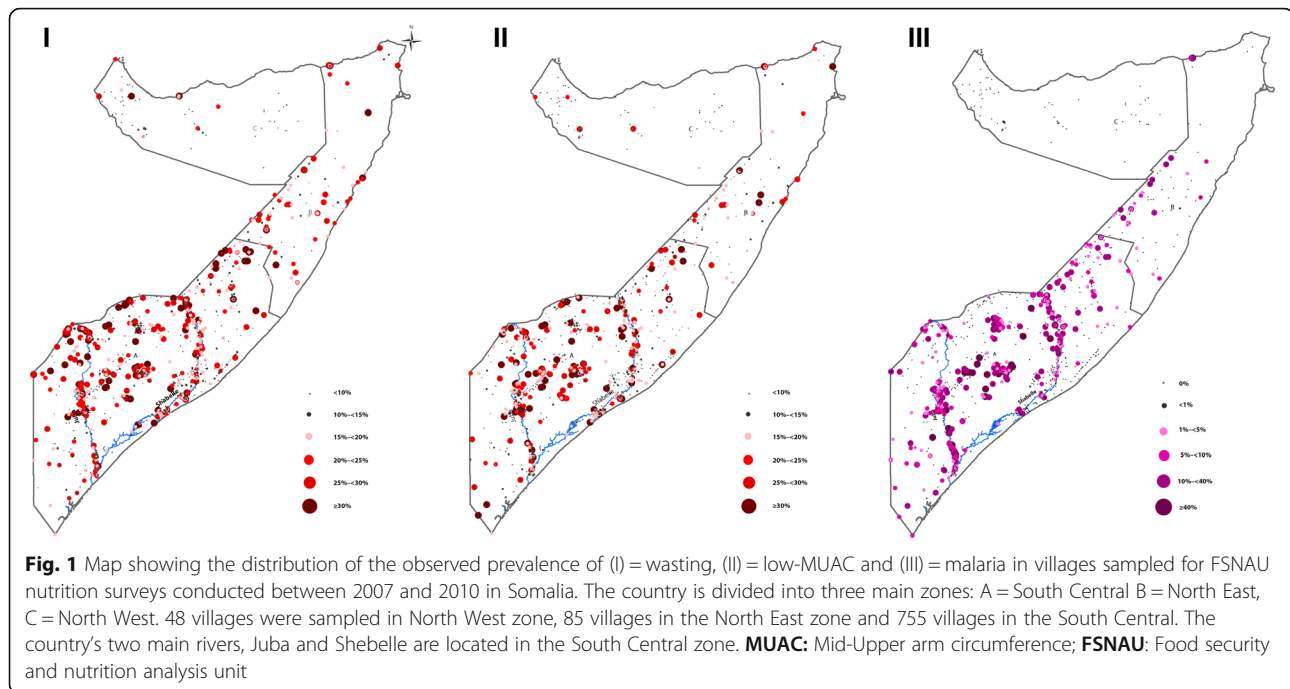 I
II
III
N
C
B
A
Shabelle
<10%
10%–<15%
15%–<20%
20%–<25%
25%–<30%
≥30%
C
B
A
Shabelle
<10%
10%–<15%
15%–<20%
20%–<25%
25%–<30%
≥30%
C
B
A
Shabelle
0%
<1%
1%–<5%
5%–<10%
10%–<40%
≥40%
Fig. 1 Map showing the distribution of the observed prevalence of (I) = wasting, (II) = low-MUAC and (III) = malaria in villages sampled for FSNAU
nutrition surveys conducted between 2007 and 2010 in Somalia. The country is divided into three main zones: A = South Central B = North East,
C = North West. 48 villages were sampled in North West zone, 85 villages in the North East zone and 755 villages in the South Central. The
country's two main rivers, Juba and Shebelle are located in the South Central zone. MUAC: Mid-Upper arm circumference; FSNAU: Food security
and nutrition analysis unit